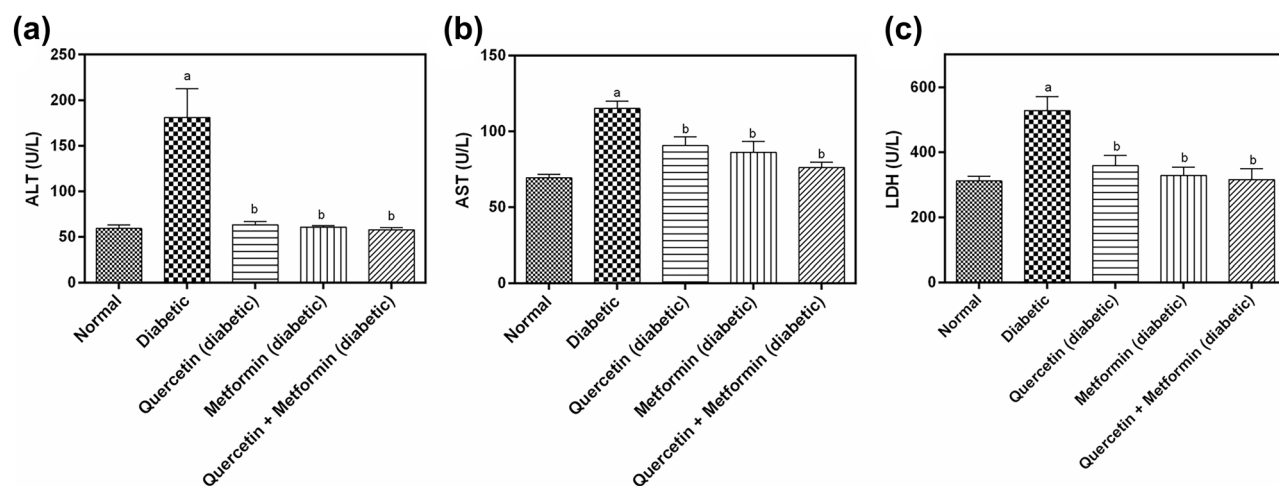 (a)
ALT (U/L)
250
200
150
100
50
0
a
b
b
b
Normal
Diabetic
Quercetin (diabetic)
Metformin (diabetic)
Quercetin + Metformin (diabetic)
(b)
AST (U/L)
150
100
50
0
a
b
b
b
Normal
Diabetic
Quercetin (diabetic)
Metformin (diabetic)
Quercetin + Metformin (diabetic)
(c)
LDH (U/L)
600
400
200
0
a
b
b
b
Normal
Diabetic
Quercetin (diabetic)
Metformin (diabetic)
Quercetin + Metformin (diabetic)